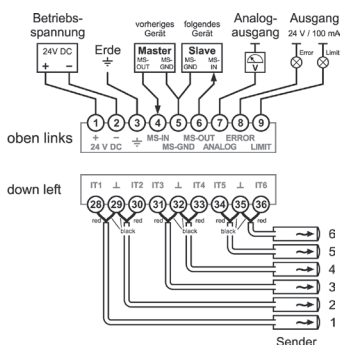 Betriebs-
spannung
24V DC
+ −
Erde
vorheriges
Gerät
Master
MS-
OUT
MS-
GND
folgendes
Gerät
Slave
MS-
GND
MS-
IN
Analog-
ausgang
V
Ausgang
24 V / 100 mA
Error
Limit
1 2 3 4 5 6 7 8 9
oben links
+ − MS-IN MS-OUT ERROR
24 V DC MS-GND ANALOG LIMIT
down left
IT1 ⊥ IT2 IT3 ⊥ IT4 IT5 ⊥ IT6
28 29 30 31 32 33 34 35 36
red black red red black red red black red
6
5
4
3
2
1
Sender